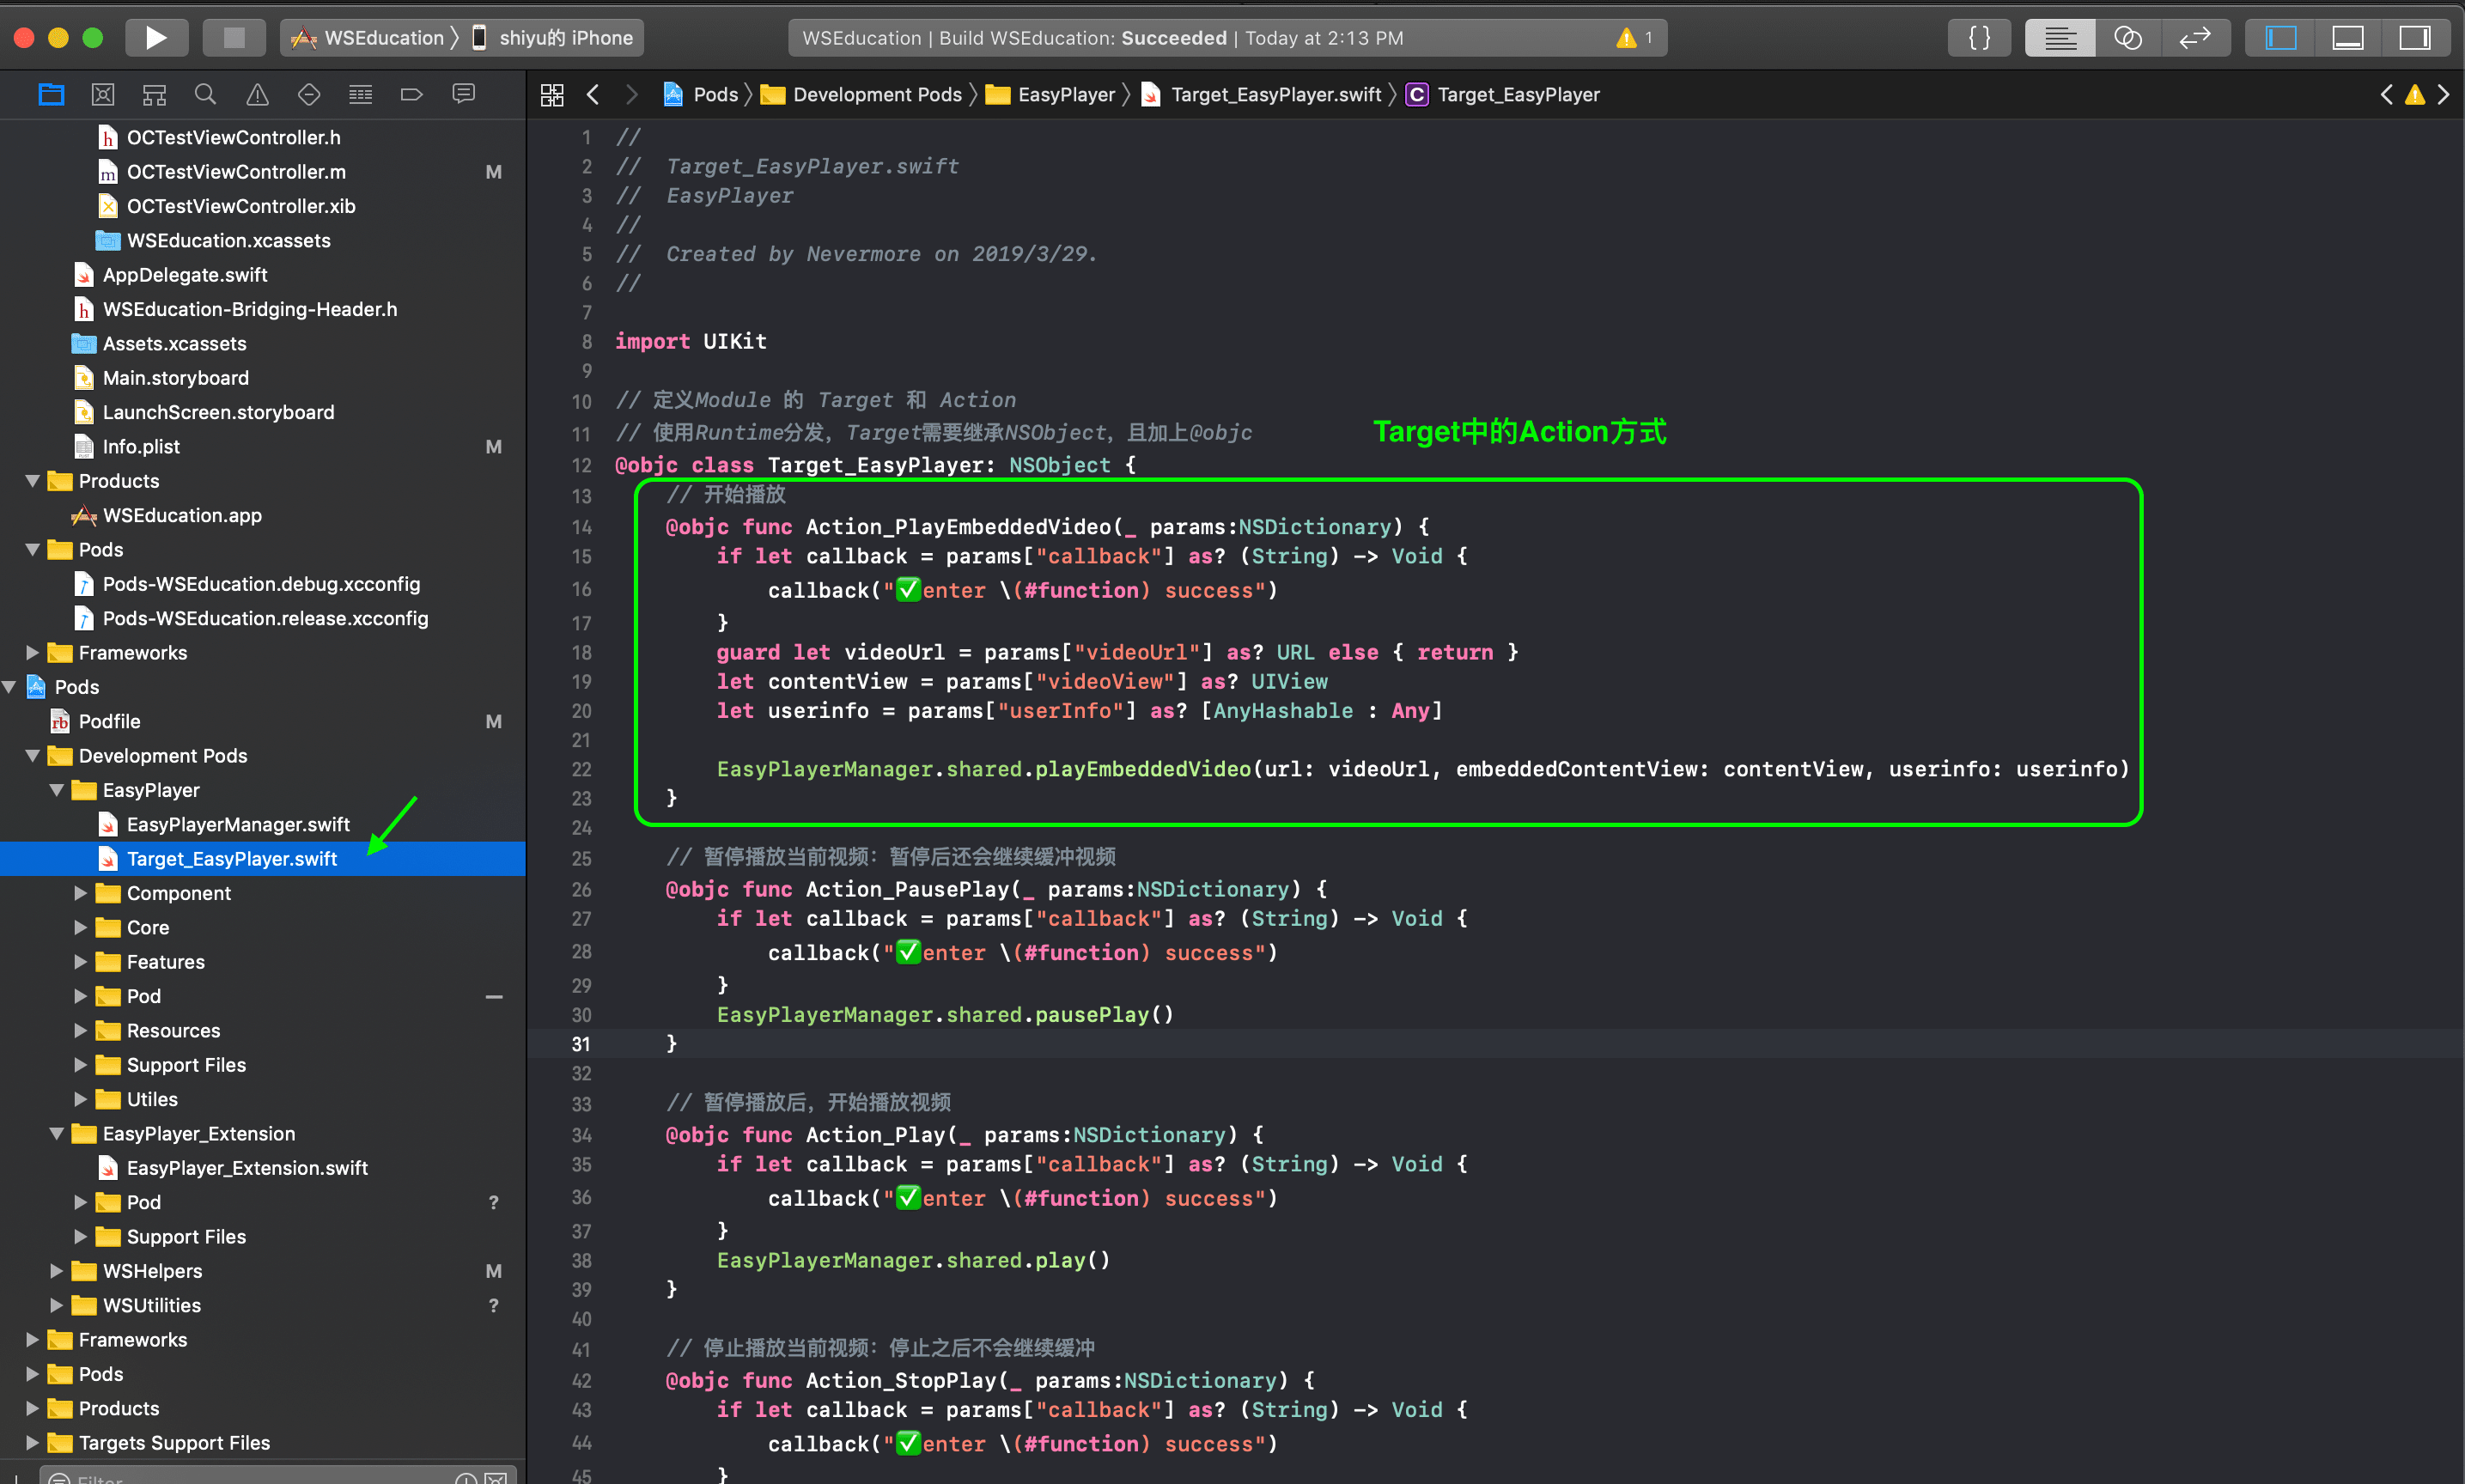 WSEducation 〉 shiyu的 iPhone
WSEducation | Build WSEducation: Succeeded | Today at 2:13 PM
1
{}
OCTestViewController.h
OCTestViewController.m M
OCTestViewController.xib
WSEducation.xcassets
AppDelegate.swift
WSEducation-Bridging-Header.h
Assets.xcassets
Main.storyboard
LaunchScreen.storyboard
Info.plist M
Products
WSEducation.app
Pods
Pods-WSEducation.debug.xcconfig
Pods-WSEducation.release.xcconfig
Frameworks
Pods
Podfile M
Development Pods
EasyPlayer
EasyPlayerManager.swift
Target_EasyPlayer.swift
Component
Core
Features
Pod —
Resources
Support Files
Utiles
EasyPlayer_Extension
EasyPlayer_Extension.swift
Pod ?
Support Files
WSHelpers M
WSUtilities ?
Frameworks
Pods
Products
Targets Support Files
Filter
Pods 〉 Development Pods 〉 EasyPlayer 〉 Target_EasyPlayer.swift 〉 C Target_EasyPlayer
1 //
2 //  Target_EasyPlayer.swift
3 //  EasyPlayer
4 //
5 //  Created by Nevermore on 2019/3/29.
6 //
7
8 import UIKit
9
10 // 定义Module 的 Target 和 Action
11 // 使用Runtime分发，Target需要继承NSObject，且加上@objc
Target中的Action方式
12 @objc class Target_EasyPlayer: NSObject {
13     // 开始播放
14     @objc func Action_PlayEmbeddedVideo(_ params:NSDictionary) {
15         if let callback = params["callback"] as? (String) -> Void {
16             callback("✅enter \(#function) success")
17         }
18         guard let videoUrl = params["videoUrl"] as? URL else { return }
19         let contentView = params["videoView"] as? UIView
20         let userinfo = params["userInfo"] as? [AnyHashable : Any]
21
22         EasyPlayerManager.shared.playEmbeddedVideo(url: videoUrl, embeddedContentView: contentView, userinfo: userinfo)
23     }
24
25     // 暂停播放当前视频：暂停后还会继续缓冲视频
26     @objc func Action_PausePlay(_ params:NSDictionary) {
27         if let callback = params["callback"] as? (String) -> Void {
28             callback("✅enter \(#function) success")
29         }
30         EasyPlayerManager.shared.pausePlay()
31     }
32
33     // 暂停播放后，开始播放视频
34     @objc func Action_Play(_ params:NSDictionary) {
35         if let callback = params["callback"] as? (String) -> Void {
36             callback("✅enter \(#function) success")
37         }
38         EasyPlayerManager.shared.play()
39     }
40
41     // 停止播放当前视频：停止之后不会继续缓冲
42     @objc func Action_StopPlay(_ params:NSDictionary) {
43         if let callback = params["callback"] as? (String) -> Void {
44             callback("✅enter \(#function) success")
45         }